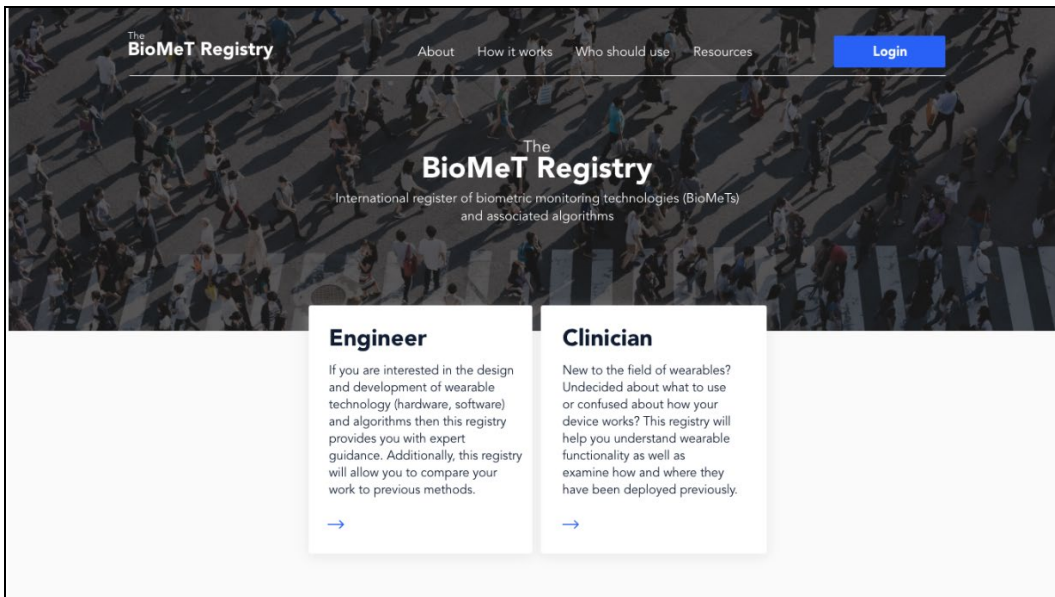 The
BioMeT Registry
About How it works Who should use Resources
Login
The
BioMeT Registry
International register of biometric monitoring technologies (BioMeTs)
and associated algorithms
Engineer
If you are interested in the design
and development of wearable
technology (hardware, software)
and algorithms then this registry
provides you with expert
guidance. Additionally, this registry
will allow you to compare your
work to previous methods.
Clinician
New to the field of wearables?
Undecided about what to use
or confused about how your
device works? This registry will
help you understand wearable
functionality as well as
examine how and where they
have been deployed previously.